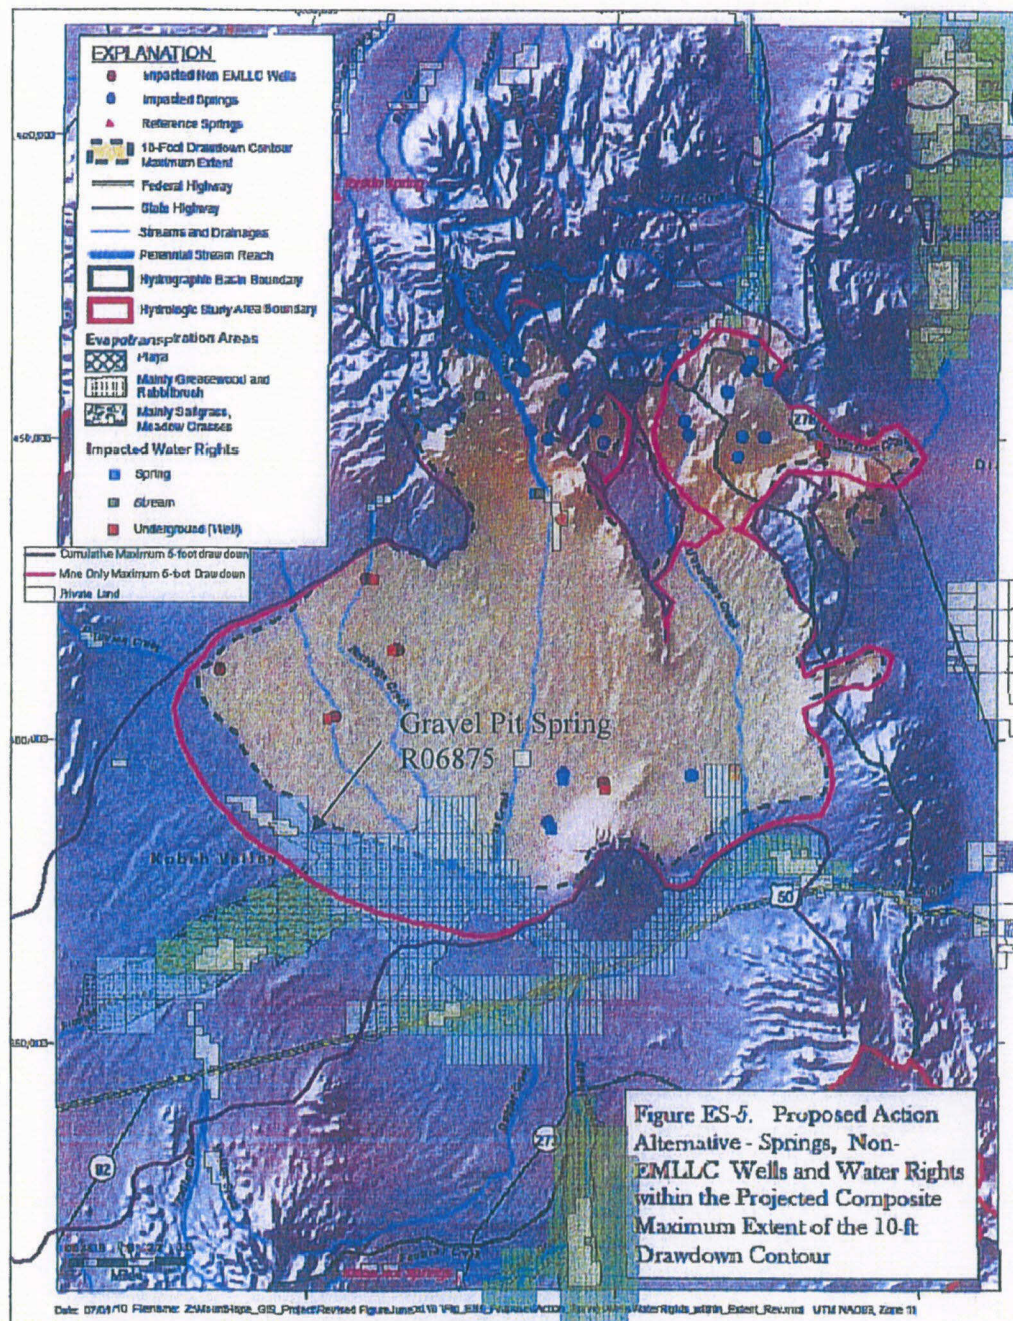 EXPLANATION
Impacted Non EMLLC Wells
Impacted Springs
Reference Springs
10-Foot Drawdown Contour
Maximum Extent
Federal Highway
State Highway
Streams and Drainages
Perennial Stream Reach
Hydrographic Basin Boundary
Hydrologic Study Area Boundary
Evapotranspiration Areas
Playa
Mainly Greasewood and
Rabbitbrush
Mainly Saltgrass,
Meadow Grasses
Impacted Water Rights
Spring
Stream
Underground (Well)
Cumulative Maximum 5-foot drawdown
Mine Only Maximum 5-foot Drawdown
Private Land
278
Gravel Pit Spring
R06875
Kobeh Valley
50
82
Miles
Figure ES-5. Proposed Action
Alternative - Springs, Non-
EMLLC Wells and Water Rights
within the Projected Composite
Maximum Extent of the 10-ft
Drawdown Contour
UTM NAD83, Zone 11